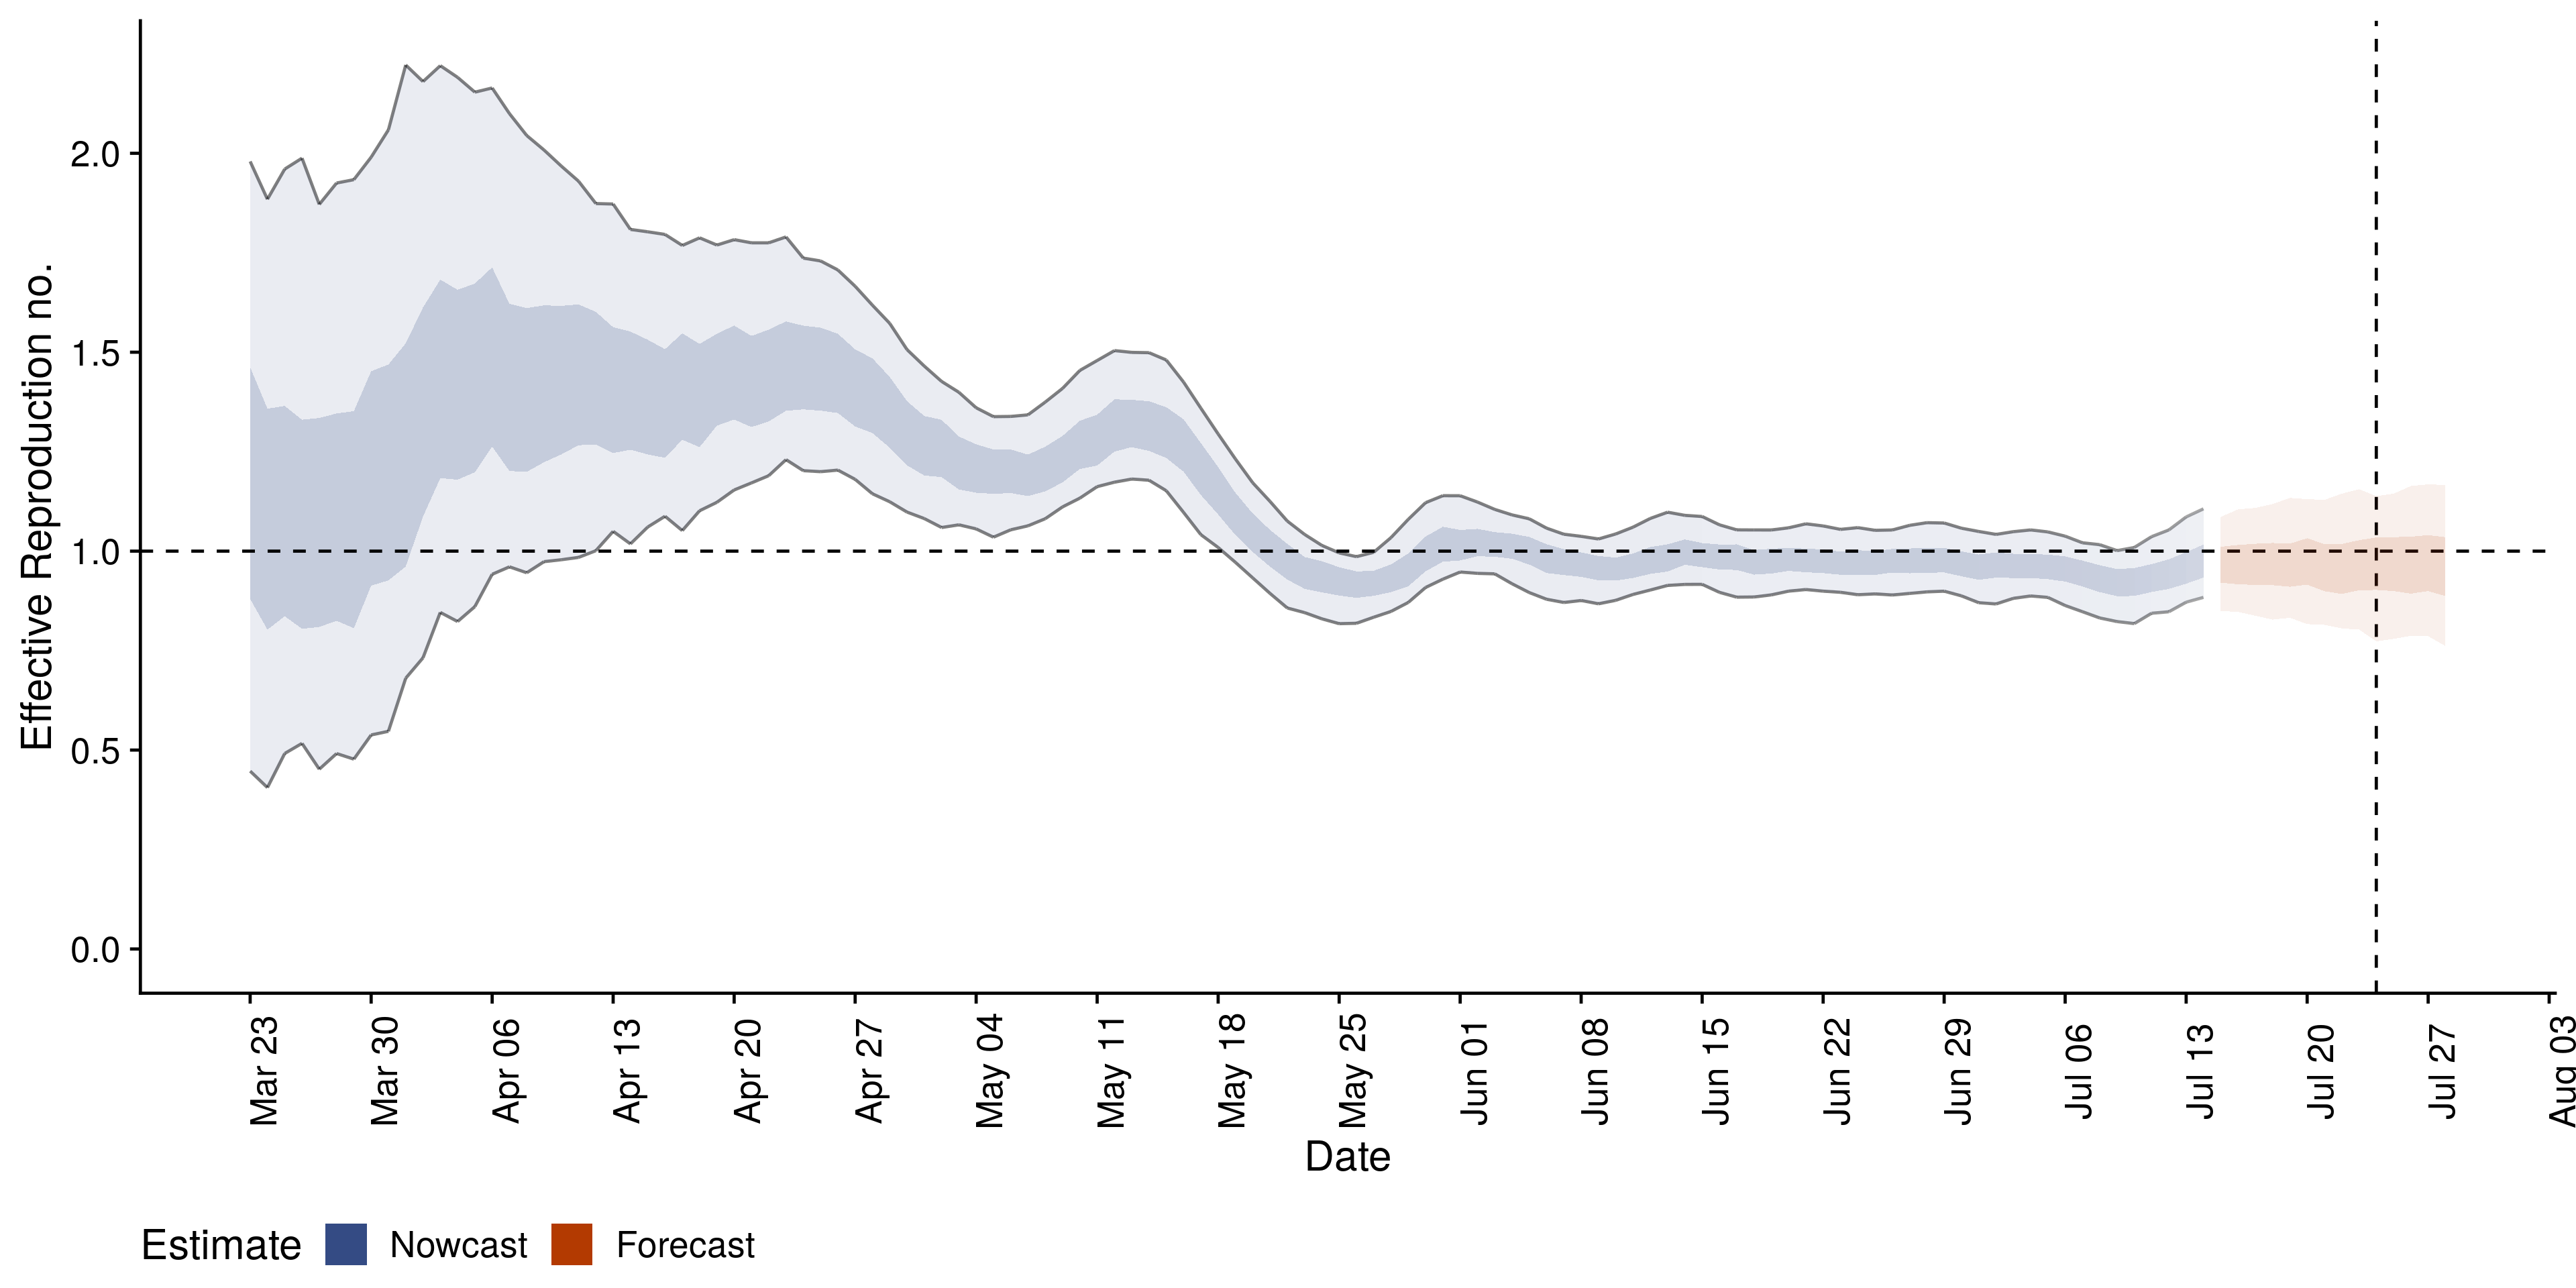 Effective Reproduction no.
2.0
1.5
1.0
0.5
0.0
Mar 23
Mar 30
Apr 06
Apr 13
Apr 20
Apr 27
May 04
May 11
May 18
May 25
Jun 01
Jun 08
Jun 15
Jun 22
Jun 29
Jul 06
Jul 13
Jul 20
Jul 27
Aug 03
Date
Estimate Nowcast Forecast